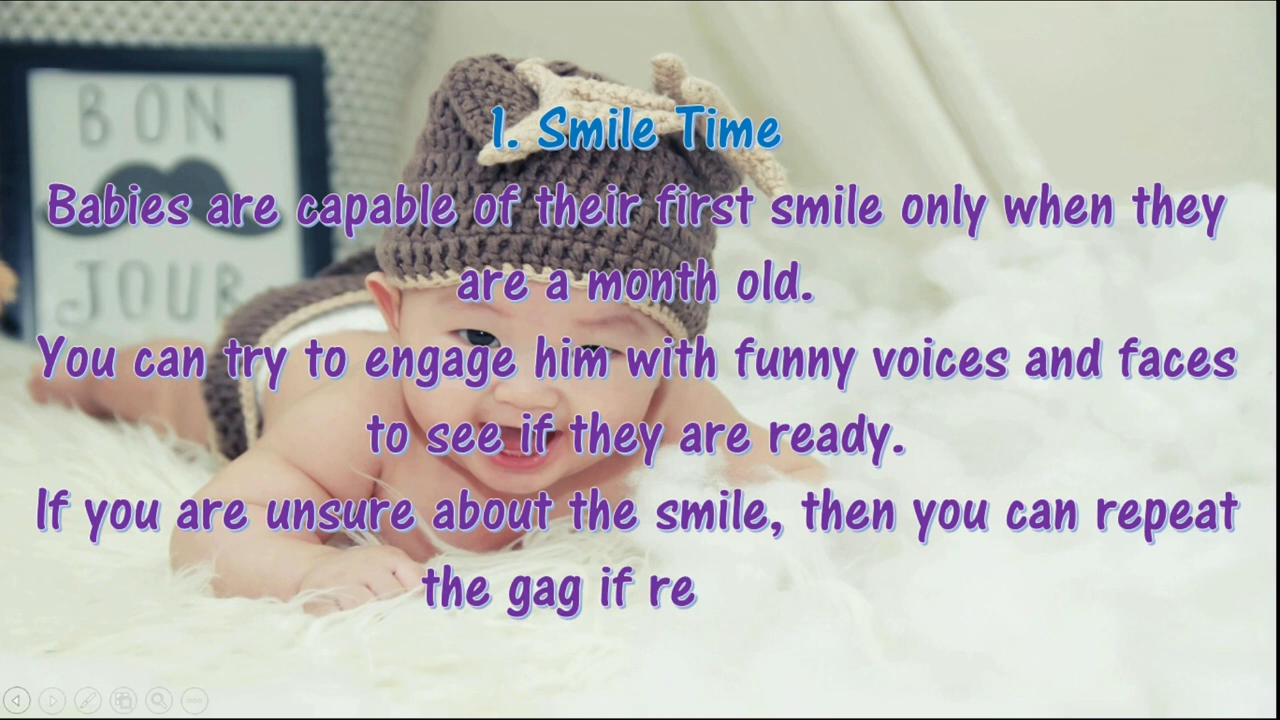 BON
JOUR
1. Smile Time
Babies are capable of their first smile only when they
are a month old.
You can try to engage him with funny voices and faces
to see if they are ready.
If you are unsure about the smile, then you can repeat
the gag if re